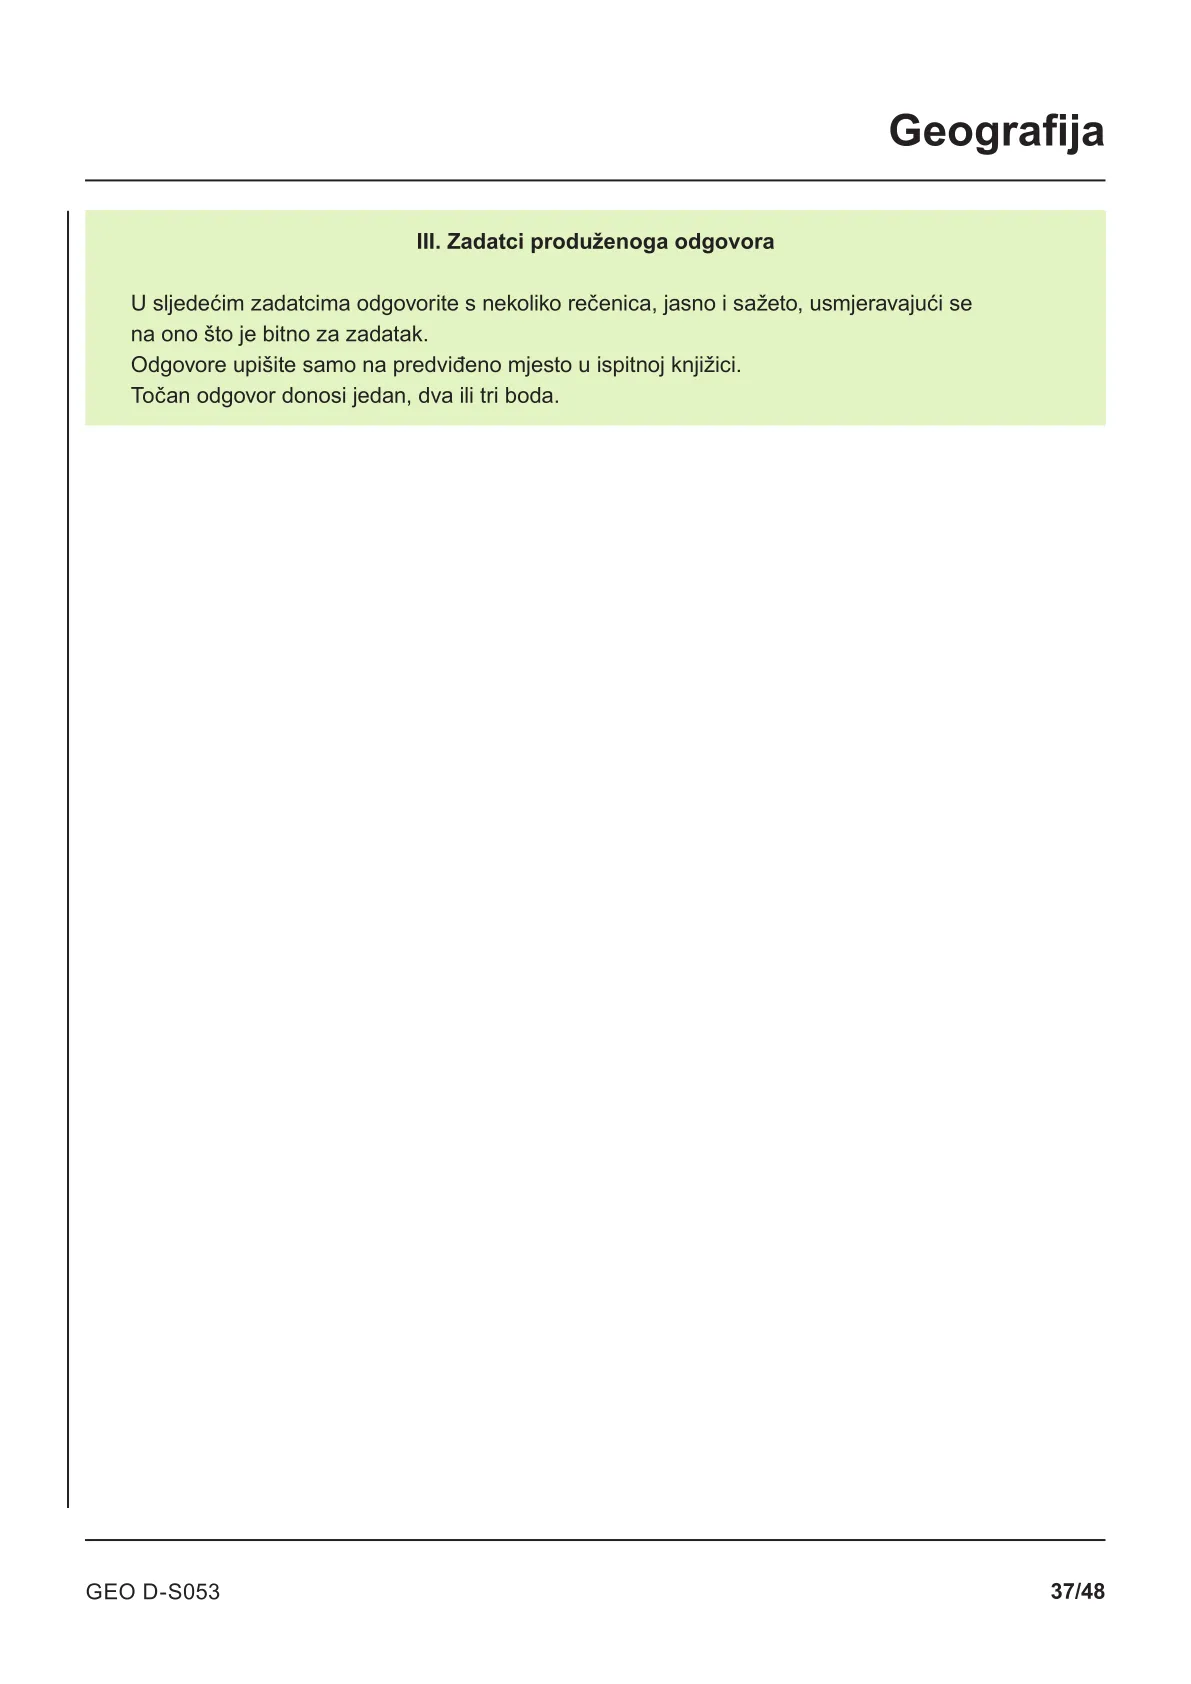 Geografija
III. Zadatci produženoga odgovora
U sljedećim zadatcima odgovorite s nekoliko rečenica, jasno i sažeto, usmjeravajući se
na ono što je bitno za zadatak.
Odgovore upišite samo na predviđeno mjesto u ispitnoj knjižici.
Točan odgovor donosi jedan, dva ili tri boda.
GEO D-S053
37/48